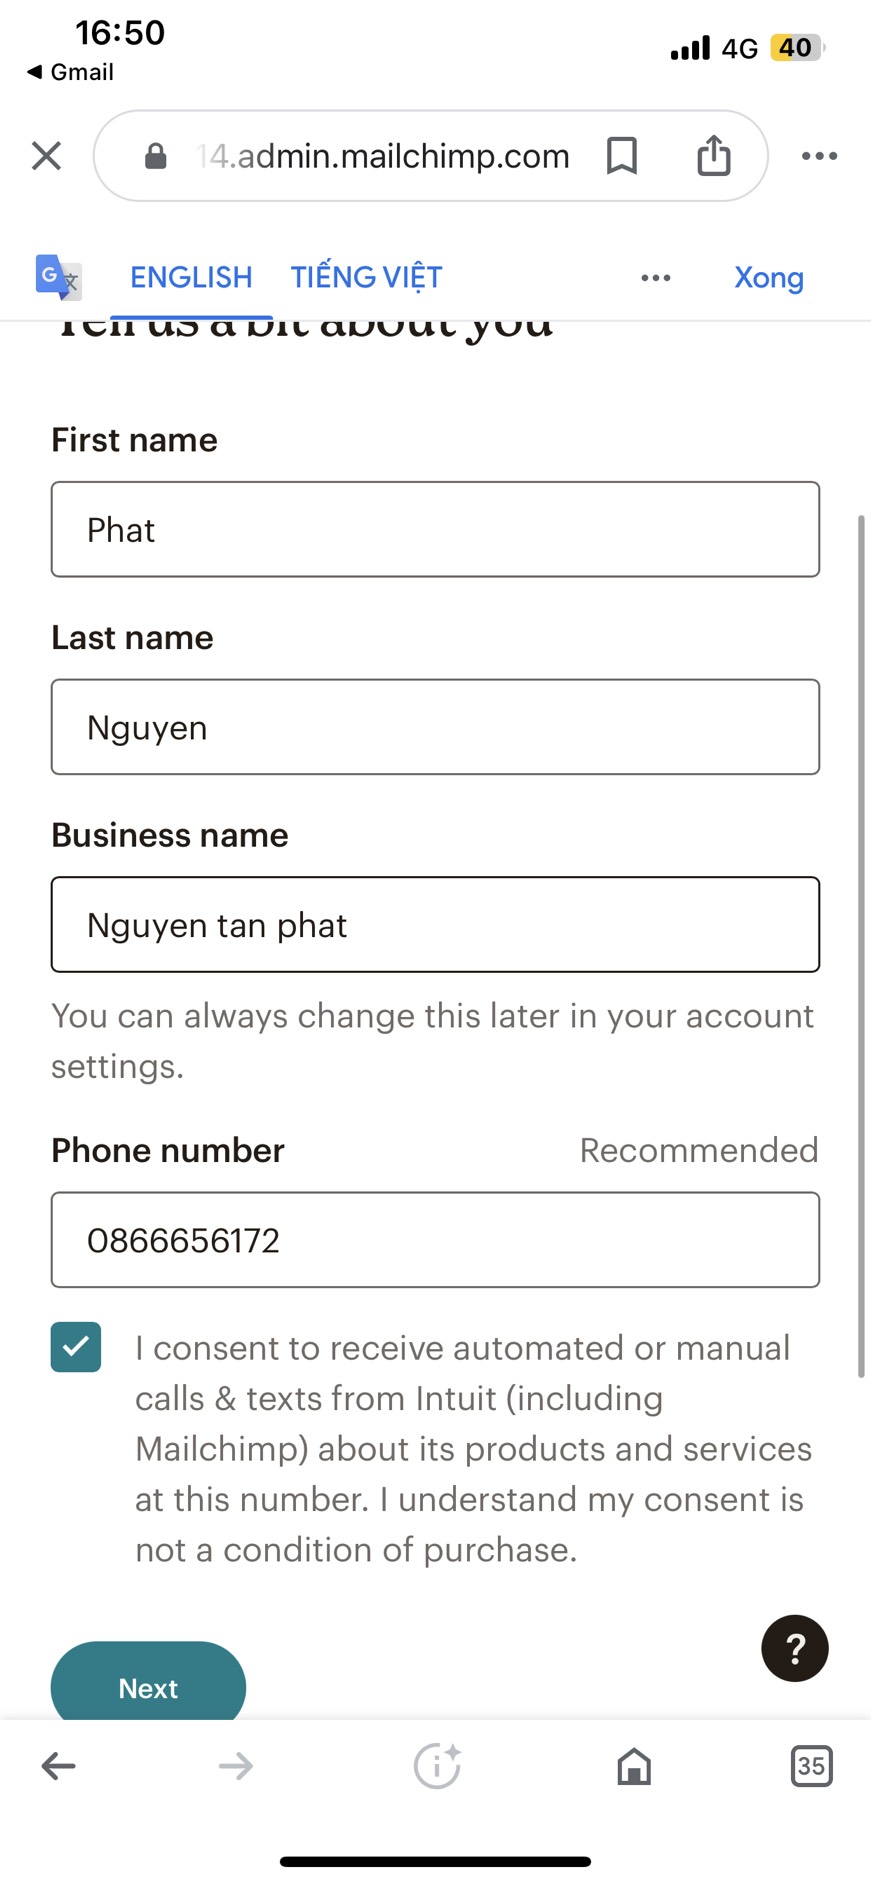 16:50
4G 40
◀ Gmail
14.admin.mailchimp.com
ENGLISH TIẾNG VIỆT Xong
Tell us a bit about you
First name
Phat
Last name
Nguyen
Business name
Nguyen tan phat
You can always change this later in your account
settings.
Phone number Recommended
0866656172
I consent to receive automated or manual
calls & texts from Intuit (including
Mailchimp) about its products and services
at this number. I understand my consent is
not a condition of purchase.
?
Next
35